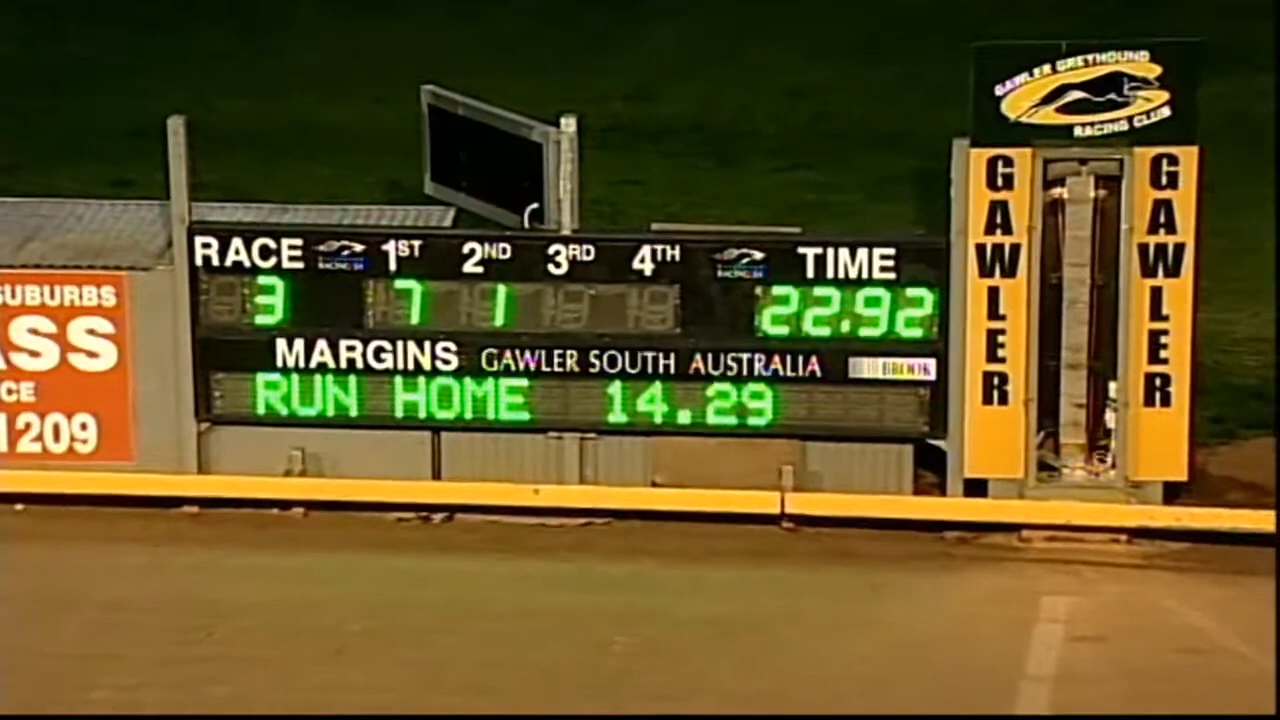 GAWLER GREYHOUND
RACING CLUB
GAWLER
GAWLER
RACE 1ST 2ND 3RD 4TH TIME
3 7 1 22.92
MARGINS GAWLER SOUTH AUSTRALIA BROOK
RUN HOME 14.29
SUBURBS
ASS
CE
1209